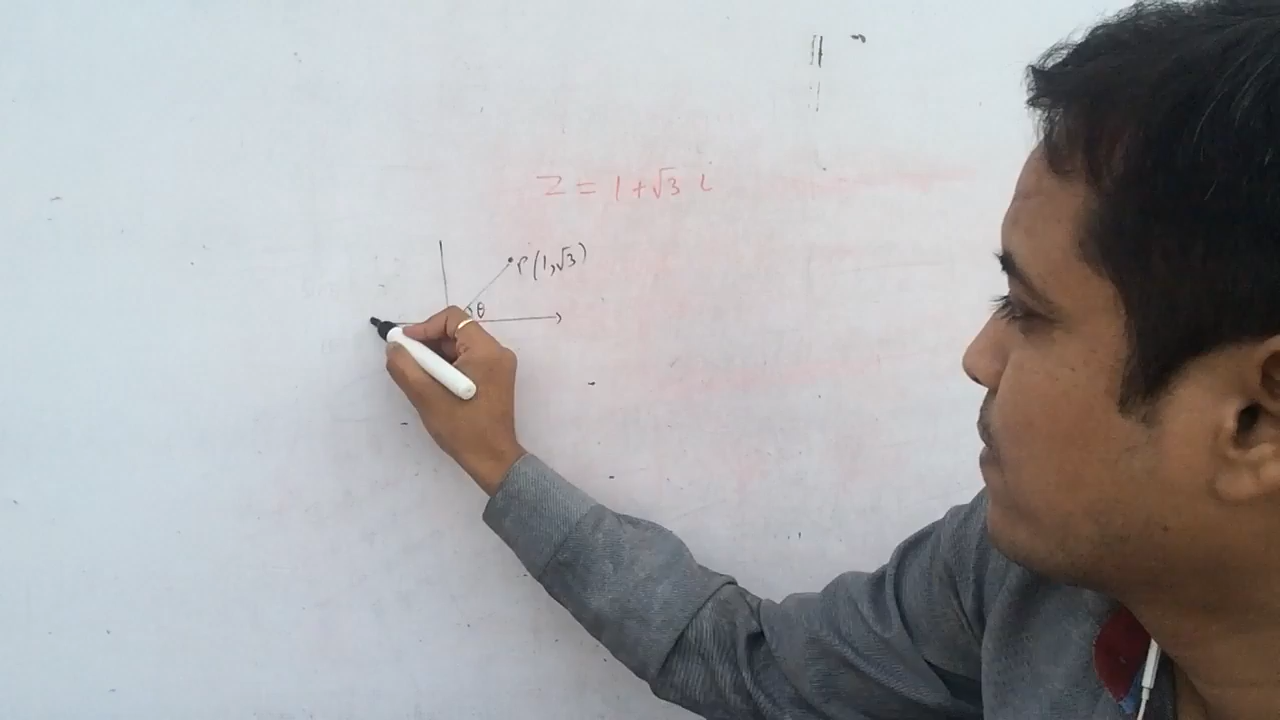 Z = 1 + √3 i
P(1,√3)
θ